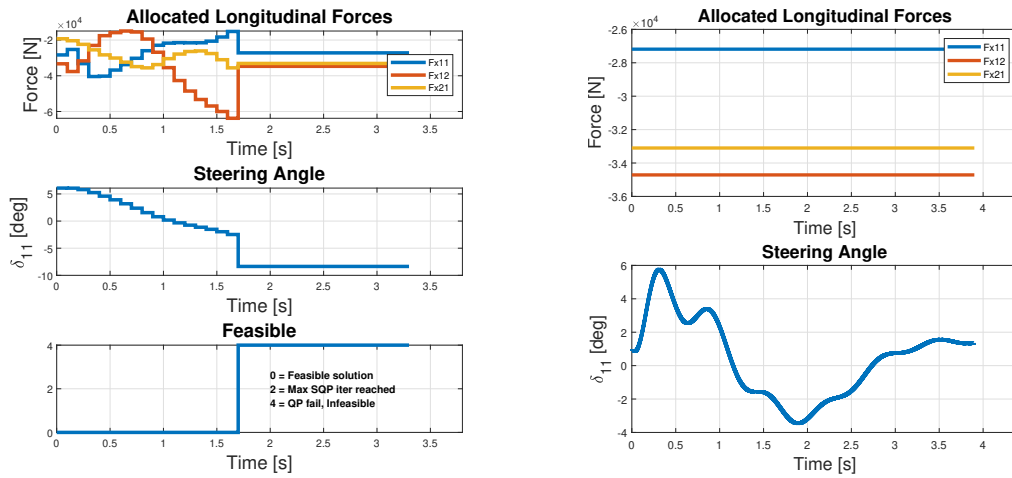 Allocated Longitudinal Forces
×10⁴
Force [N]
-2
-4
-6
Fx11
Fx12
Fx21
0 0.5 1 1.5 2 2.5 3 3.5
Time [s]
Steering Angle
δ₁₁ [deg]
5
0
-5
-10
0 0.5 1 1.5 2 2.5 3 3.5
Time [s]
Feasible
4
2
0
0 = Feasible solution
2 = Max SQP iter reached
4 = QP fail, Infeasible
0 0.5 1 1.5 2 2.5 3 3.5
Time [s]
Allocated Longitudinal Forces
×10⁴
Force [N]
-2.6
-2.8
-3
-3.2
-3.4
-3.6
Fx11
Fx12
Fx21
0 0.5 1 1.5 2 2.5 3 3.5 4
Time [s]
Steering Angle
δ₁₁ [deg]
6
4
2
0
-2
-4
0 0.5 1 1.5 2 2.5 3 3.5 4
Time [s]